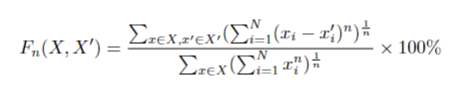 F_n(X, X') = \frac{\sum_{x \in X, x' \in X'} (\sum_{i=1}^{N} (x_i - x'_i)^n)^{\frac{1}{n}}}{\sum_{x \in X} (\sum_{i=1}^{N} x_i^n)^{\frac{1}{n}}} \times 100\%